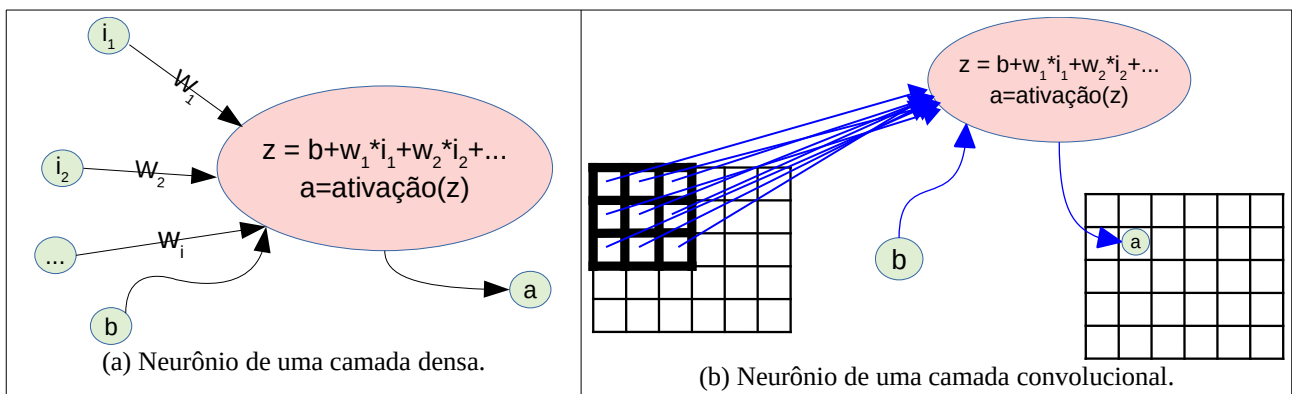 i1
w1
i2
w2
...
wi
b
z = b+w1*i1+w2*i2+...
a=ativação(z)
a
(a) Neurônio de uma camada densa.
z = b+w1*i1+w2*i2+...
a=ativação(z)
b
a
(b) Neurônio de uma camada convolucional.